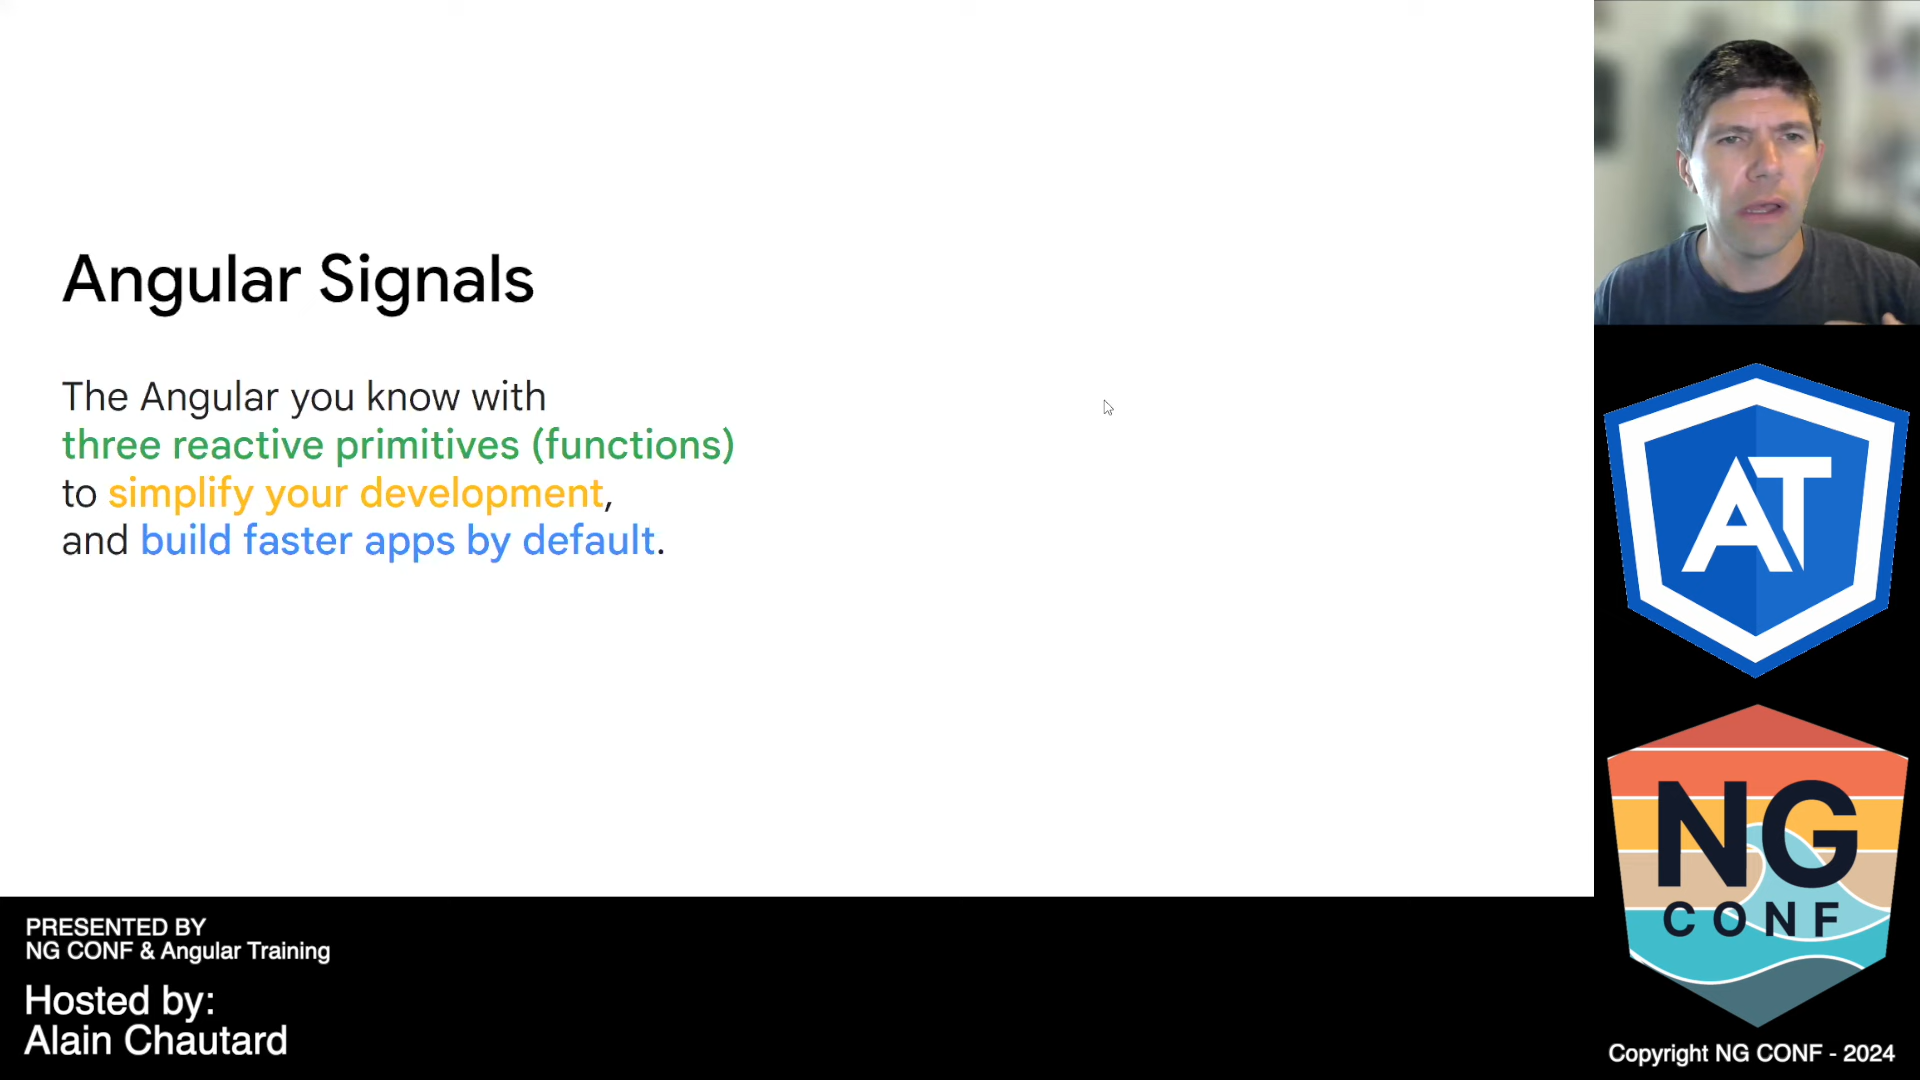 Angular Signals
The Angular you know with
three reactive primitives (functions)
to simplify your development,
and build faster apps by default.
AT
NG
CONF
PRESENTED BY
NG CONF & Angular Training
Hosted by:
Alain Chautard
Copyright NG CONF - 2024